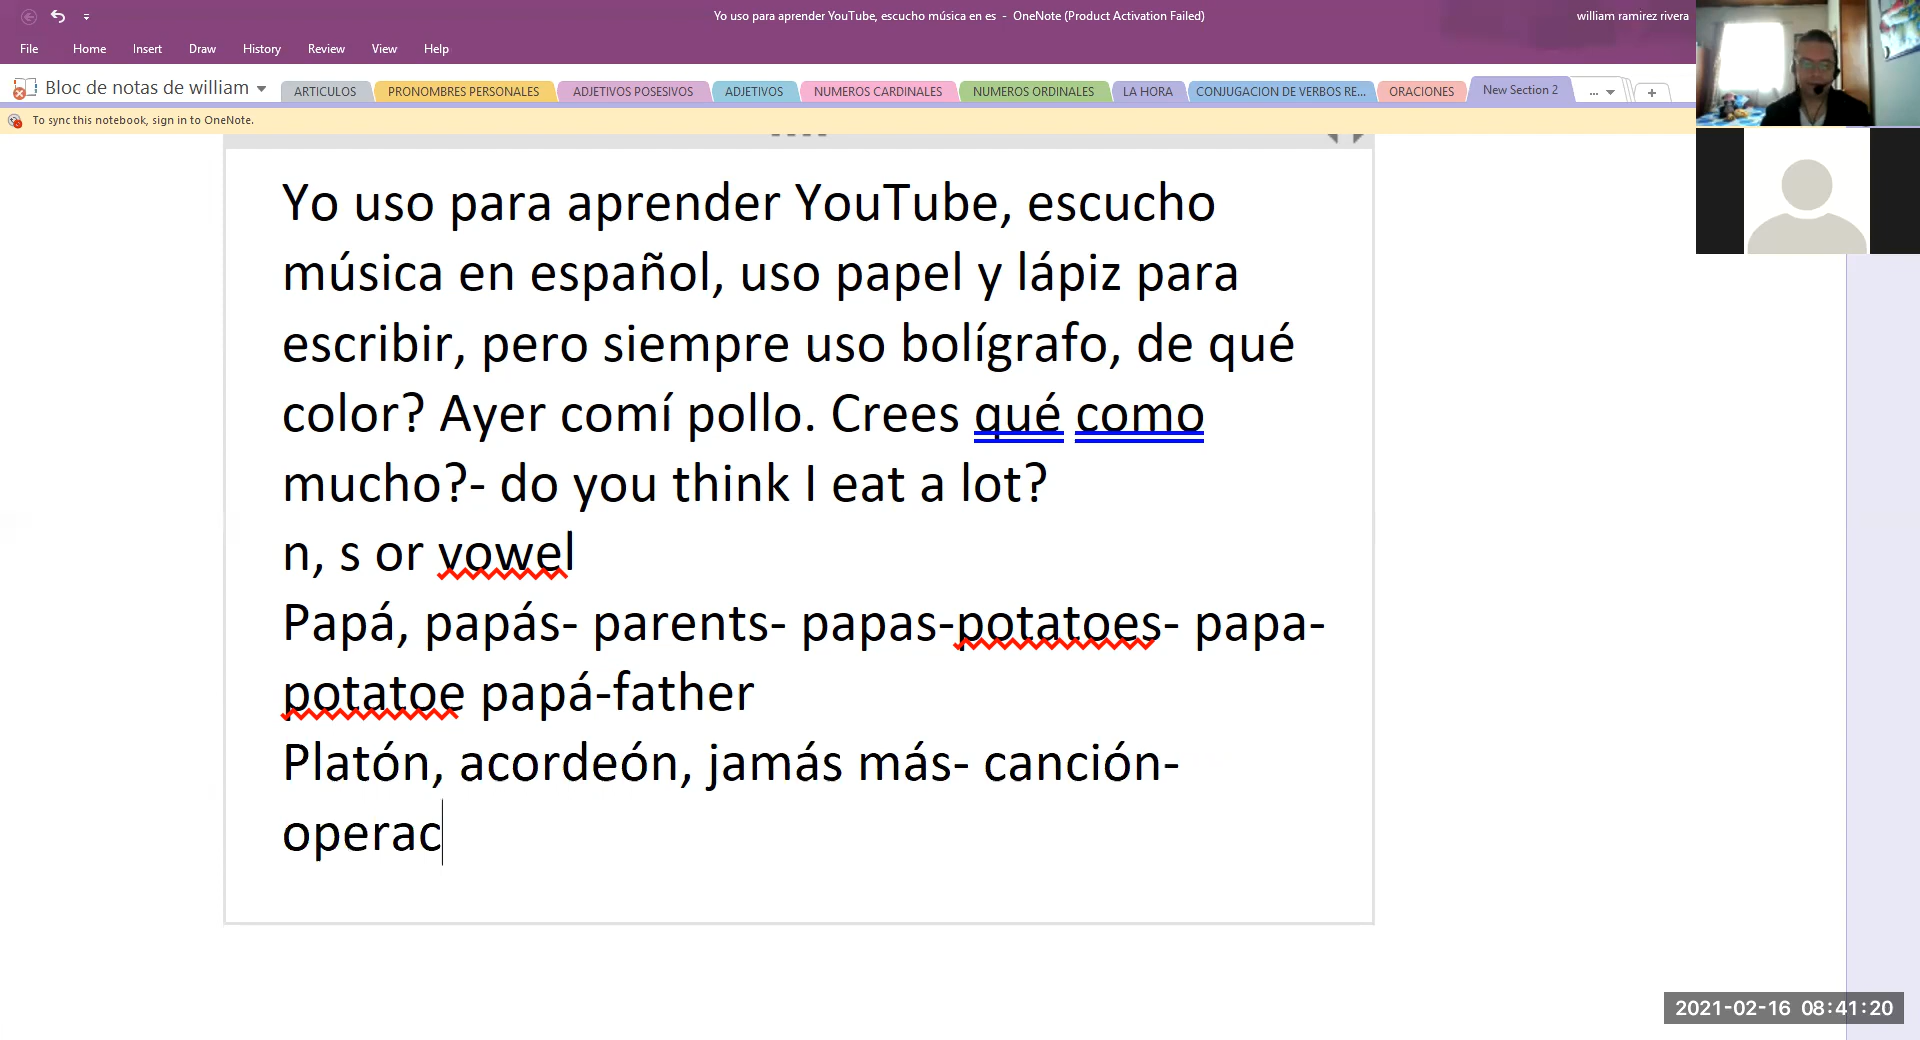 Yo uso para aprender YouTube, escucho música en es - OneNote (Product Activation Failed)
william ramirez rivera
File Home Insert Draw History Review View Help
Bloc de notas de william ARTICULOS PRONOMBRES PERSONALES ADJETIVOS POSESIVOS ADJETIVOS NUMEROS CARDINALES NUMEROS ORDINALES LA HORA CONJUGACION DE VERBOS RE... ORACIONES New Section 2 ... +
To sync this notebook, sign in to OneNote.
Yo uso para aprender YouTube, escucho
música en español, uso papel y lápiz para
escribir, pero siempre uso bolígrafo, de qué
color? Ayer comí pollo. Crees qué como
mucho?- do you think I eat a lot?
n, s or vowel
Papá, papás- parents- papas-potatoes- papa-
potatoe papá-father
Platón, acordeón, jamás más- canción-
operac
2021-02-16 08:41:20